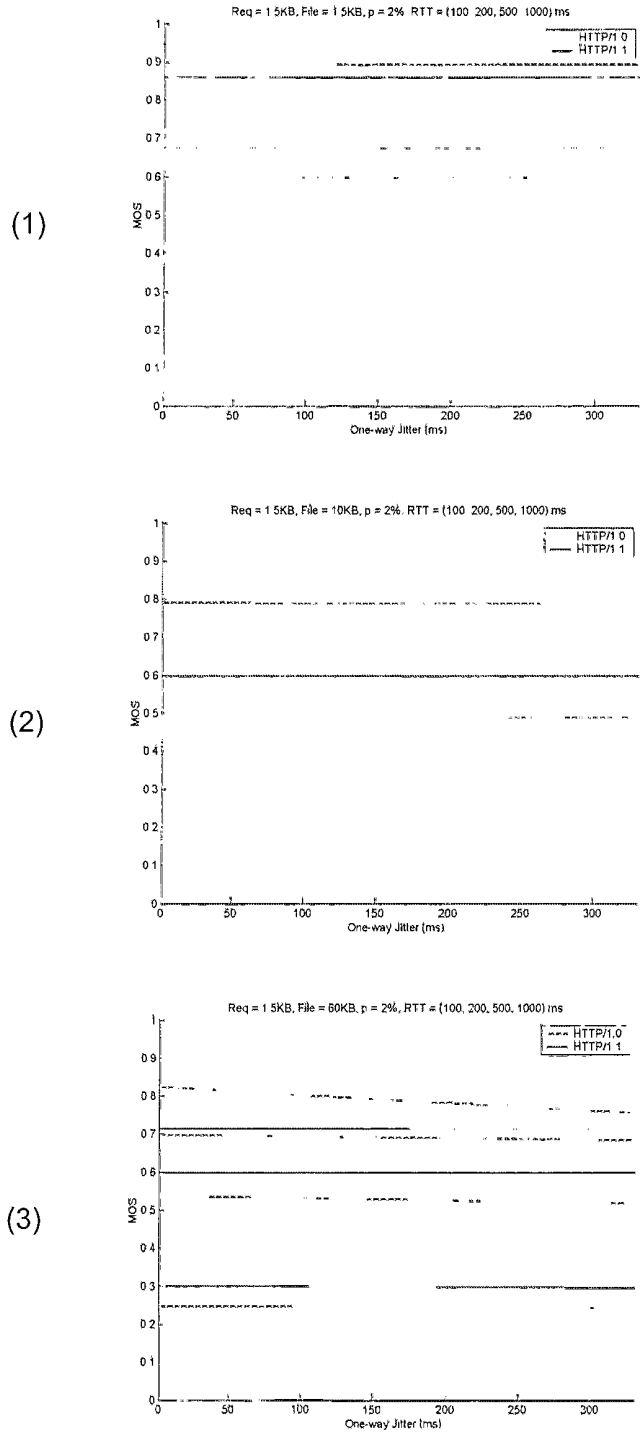 Req = 1 5KB, File = 1 5KB, p = 2% RTT = (100 200, 500 1000) ms
HTTP/1 0
HTTP/1 1
1
0 9
0 8
0 7
0 6
0 5
0 4
0 3
0 2
0 1
0
MOS
(1)
0 50 100 150 200 250 300
One-way Jitter (ms)
Req = 1 5KB, File = 10KB, p = 2%, RTT = (100 200, 500, 1000) ms
HTTP/1 0
HTTP/1 1
1
0 9
0 8
0 7
0 6
0 5
0 4
0 3
0 2
0 1
0
MOS
(2)
0 50 100 150 200 250 300
One-way Jitter (ms)
Req = 1 5KB, File = 60KB, p = 2%, RTT = (100, 200, 500, 1000) ms
HTTP/1.0
HTTP/1 1
1
0 9
0 8
0 7
0 6
0 5
0 4
0 3
0 2
0 1
0
MOS
(3)
0 50 100 150 200 250 300
One-way Jitter (ms)